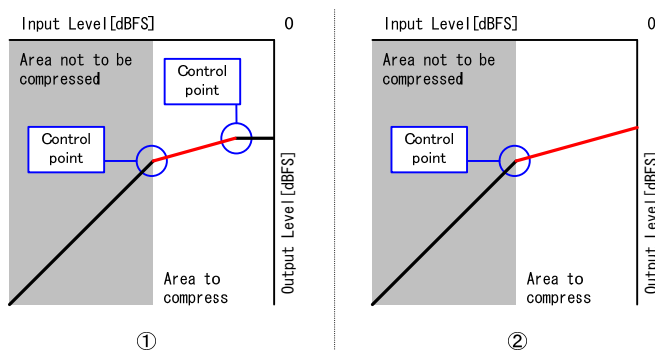 Input Level[dBFS] 0
Area not to be
compressed
Control
point
Control
point
Output Level[dBFS]
Area to
compress
①
Input Level[dBFS] 0
Area not to be
compressed
Control
point
Output Level[dBFS]
Area to
compress
②